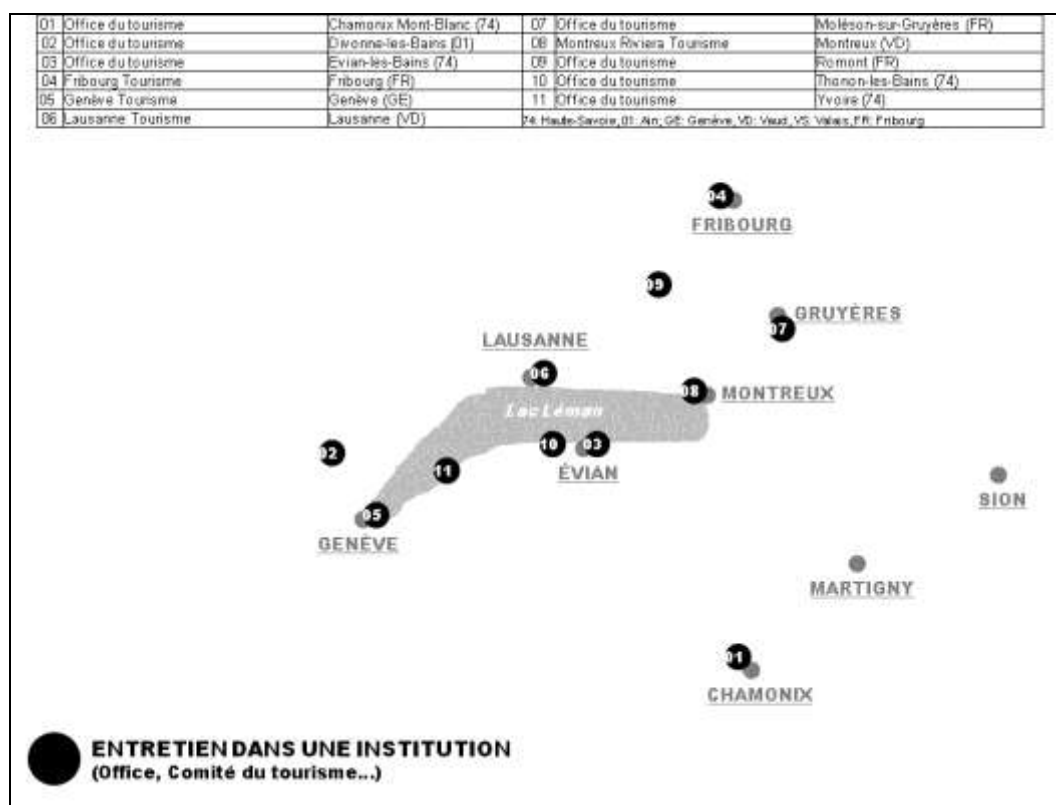 01 Office du tourisme Chamonix Mont-Blanc (74) 07 Office du tourisme Moléson-sur-Gruyères (FR)
02 Office du tourisme Divonne-les-Bains (01) 08 Montreux Riviera Tourisme Montreux (VD)
03 Office du tourisme Evian-les-Bains (74) 09 Office du tourisme Romont (FR)
04 Fribourg Tourisme Fribourg (FR) 10 Office du tourisme Thonon-les-Bains (74)
05 Genève Tourisme Genève (GE) 11 Office du tourisme Yvoire (74)
06 Lausanne Tourisme Lausanne (VD) 74: Haute-Savoie, 01: Ain, GE: Genève, VD: Vaud, VS: Valais, FR: Fribourg
04
FRIBOURG
09
GRUYÈRES
07
LAUSANNE
06
08 MONTREUX
Lac Léman
10 03
02
ÉVIAN
11
SION
05
GENÈVE
MARTIGNY
01
CHAMONIX
ENTRETIEN DANS UNE INSTITUTION
(Office, Comité du tourisme...)